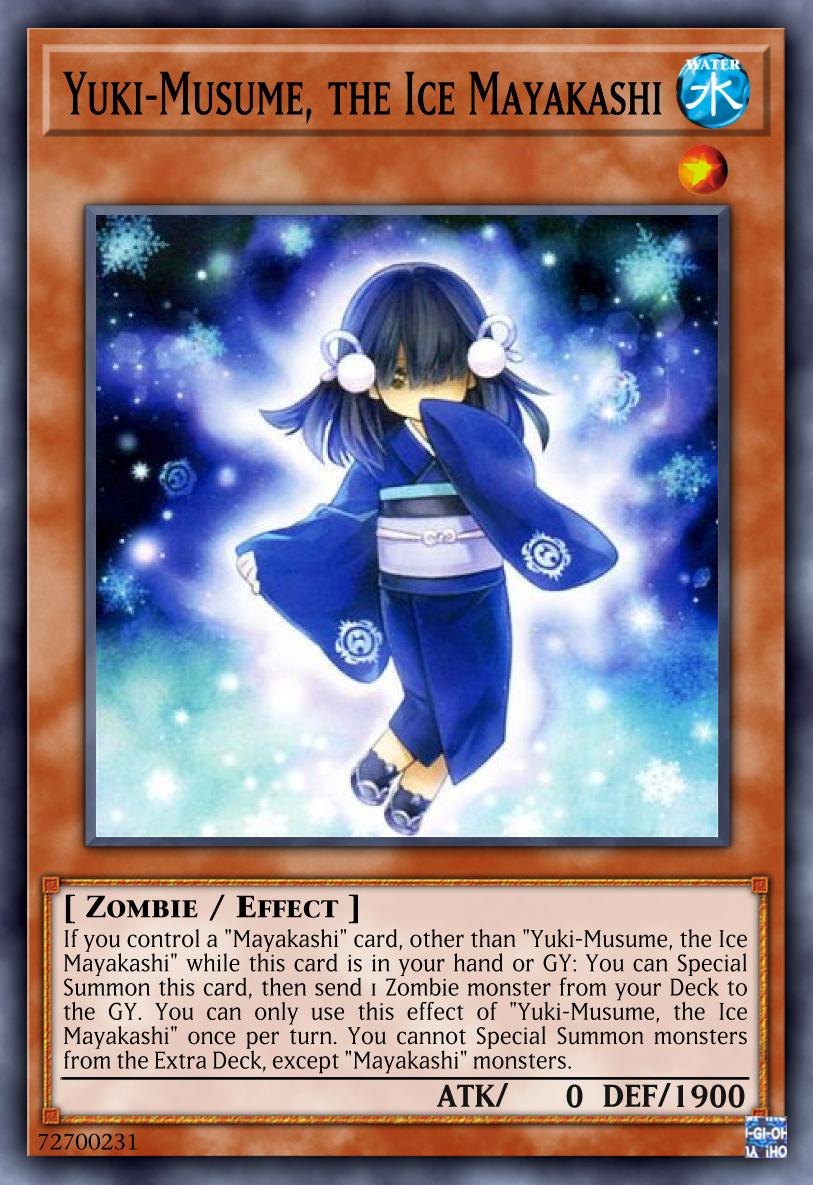 Yuki-Musume, the Ice Mayakashi
WATER
水
[ Zombie / Effect ]
If you control a "Mayakashi" card, other than "Yuki-Musume, the Ice
Mayakashi" while this card is in your hand or GY: You can Special
Summon this card, then send 1 Zombie monster from your Deck to
the GY. You can only use this effect of "Yuki-Musume, the Ice
Mayakashi" once per turn. You cannot Special Summon monsters
from the Extra Deck, except "Mayakashi" monsters.
ATK/ 0 DEF/1900
72700231